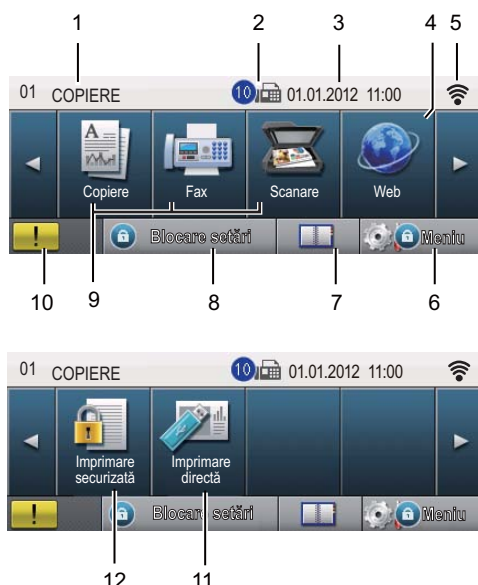 1 2 3 4 5
01 COPIERE 10 01.01.2012 11:00
Copiere Fax Scanare Web
! Blocare setări Meniu
10 9 8 7 6
01 COPIERE 10 01.01.2012 11:00
Imprimare securizată Imprimare directă
! Blocare setări Meniu
12 11